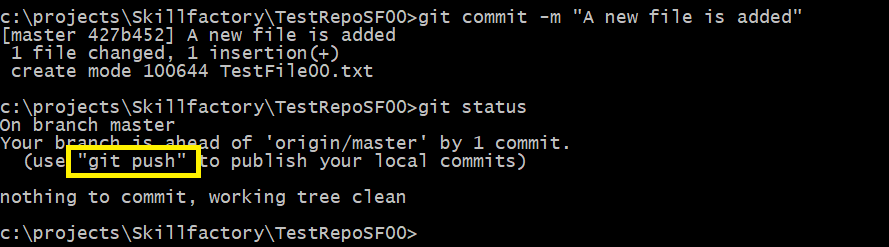 c:\projects\Skillfactory\TestRepoSF00>git commit -m "A new file is added"
[master 427b452] A new file is added
 1 file changed, 1 insertion(+)
 create mode 100644 TestFile00.txt
c:\projects\Skillfactory\TestRepoSF00>git status
On branch master
Your branch is ahead of 'origin/master' by 1 commit.
  (use "git push" to publish your local commits)
nothing to commit, working tree clean
c:\projects\Skillfactory\TestRepoSF00>